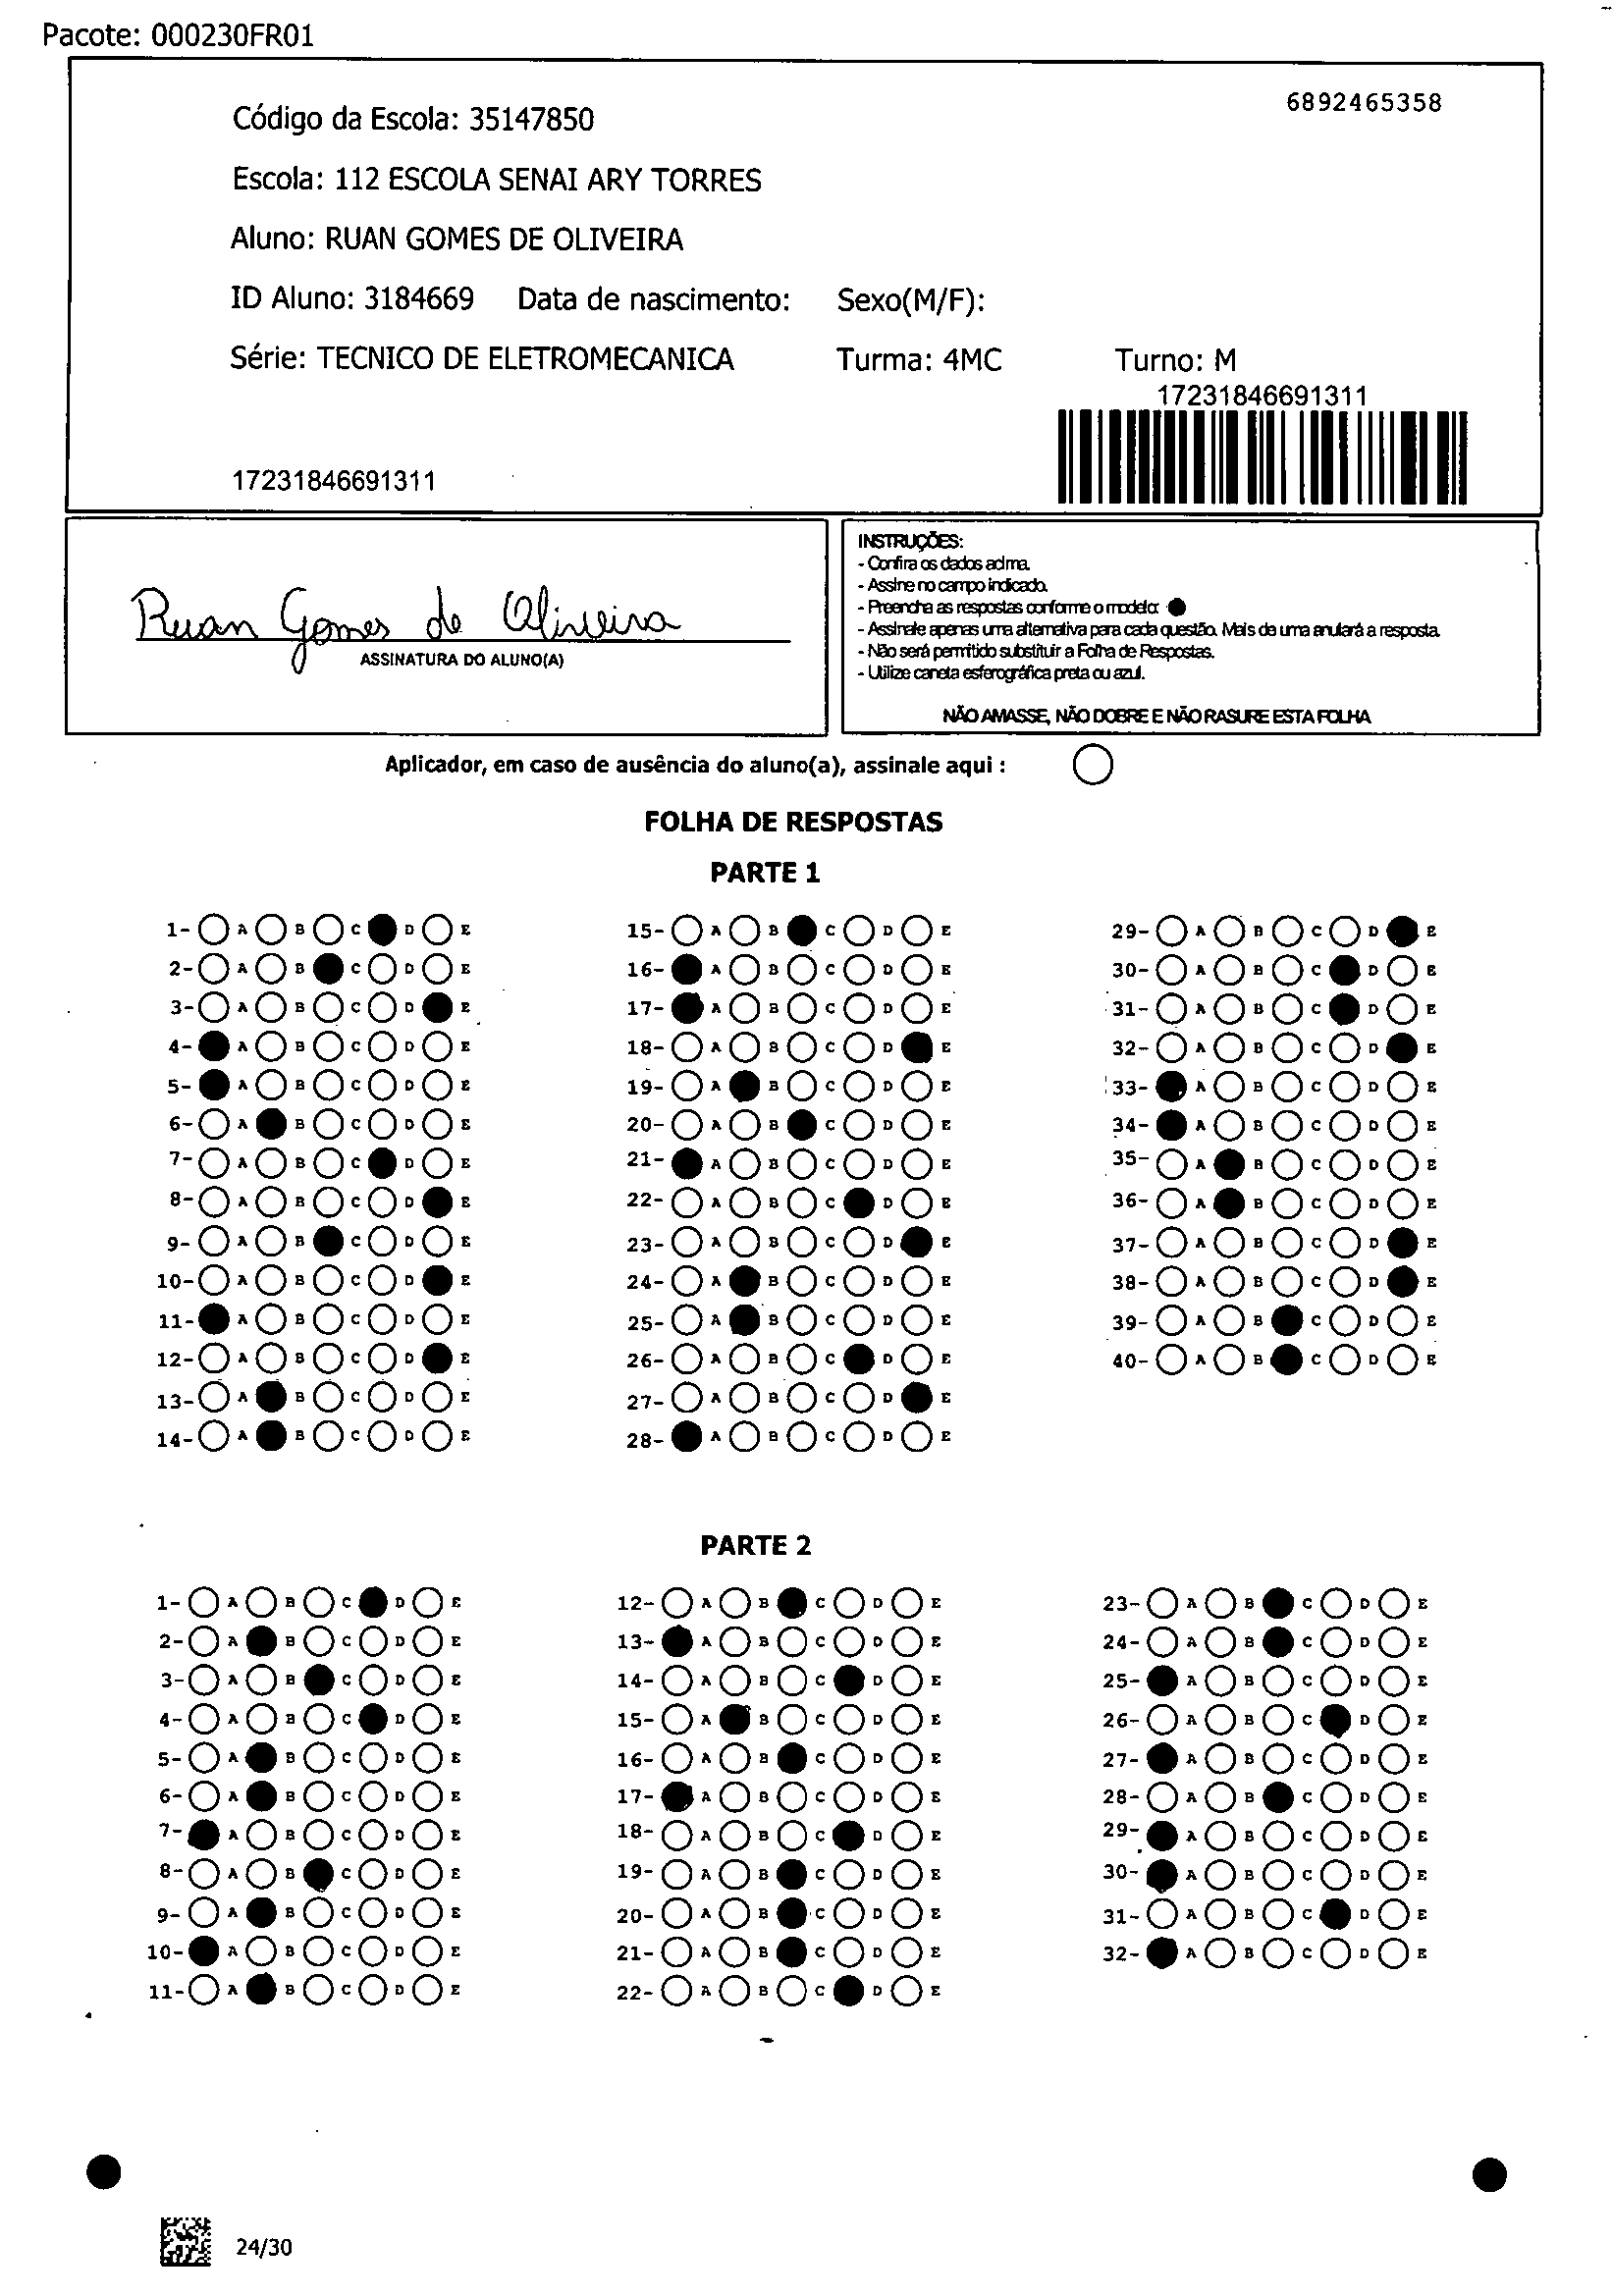 Pacote: 000230FR01
6892465358
Código da Escola: 35147850
Escola: 112 ESCOLA SENAI ARY TORRES
Aluno: RUAN GOMES DE OLIVEIRA
ID Aluno: 3184669 Data de nascimento: Sexo(M/F):
Série: TECNICO DE ELETROMECANICA Turma: 4MC Turno: M
17231846691311
17231846691311
Ruan Gomes de Oliveira
ASSINATURA DO ALUNO(A)
INSTRUÇÕES:
- Confira os dados acima.
- Assine no campo indicado.
- Preencha as respostas conforme o modelo:
- Assinale apenas uma alternativa para cada questão. Mais de uma anulará a resposta.
- Não será permitido substituir a Folha de Respostas.
- Utilize caneta esferográfica preta ou azul.
NÃO AMASSE, NÃO DOBRE E NÃO RASURE ESTA FOLHA
Aplicador, em caso de ausência do aluno(a), assinale aqui :
FOLHA DE RESPOSTAS
PARTE 1
1- A B C D E 15- A B C D E 29- A B C D E
2- A B C D E 16- A B C D E 30- A B C D E
3- A B C D E 17- A B C D E 31- A B C D E
4- A B C D E 18- A B C D E 32- A B C D E
5- A B C D E 19- A B C D E 33- A B C D E
6- A B C D E 20- A B C D E 34- A B C D E
7- A B C D E 21- A B C D E 35- A B C D E
8- A B C D E 22- A B C D E 36- A B C D E
9- A B C D E 23- A B C D E 37- A B C D E
10- A B C D E 24- A B C D E 38- A B C D E
11- A B C D E 25- A B C D E 39- A B C D E
12- A B C D E 26- A B C D E 40- A B C D E
13- A B C D E 27- A B C D E
14- A B C D E 28- A B C D E
PARTE 2
1- A B C D E 12- A B C D E 23- A B C D E
2- A B C D E 13- A B C D E 24- A B C D E
3- A B C D E 14- A B C D E 25- A B C D E
4- A B C D E 15- A B C D E 26- A B C D E
5- A B C D E 16- A B C D E 27- A B C D E
6- A B C D E 17- A B C D E 28- A B C D E
7- A B C D E 18- A B C D E 29- A B C D E
8- A B C D E 19- A B C D E 30- A B C D E
9- A B C D E 20- A B C D E 31- A B C D E
10- A B C D E 21- A B C D E 32- A B C D E
11- A B C D E 22- A B C D E
24/30